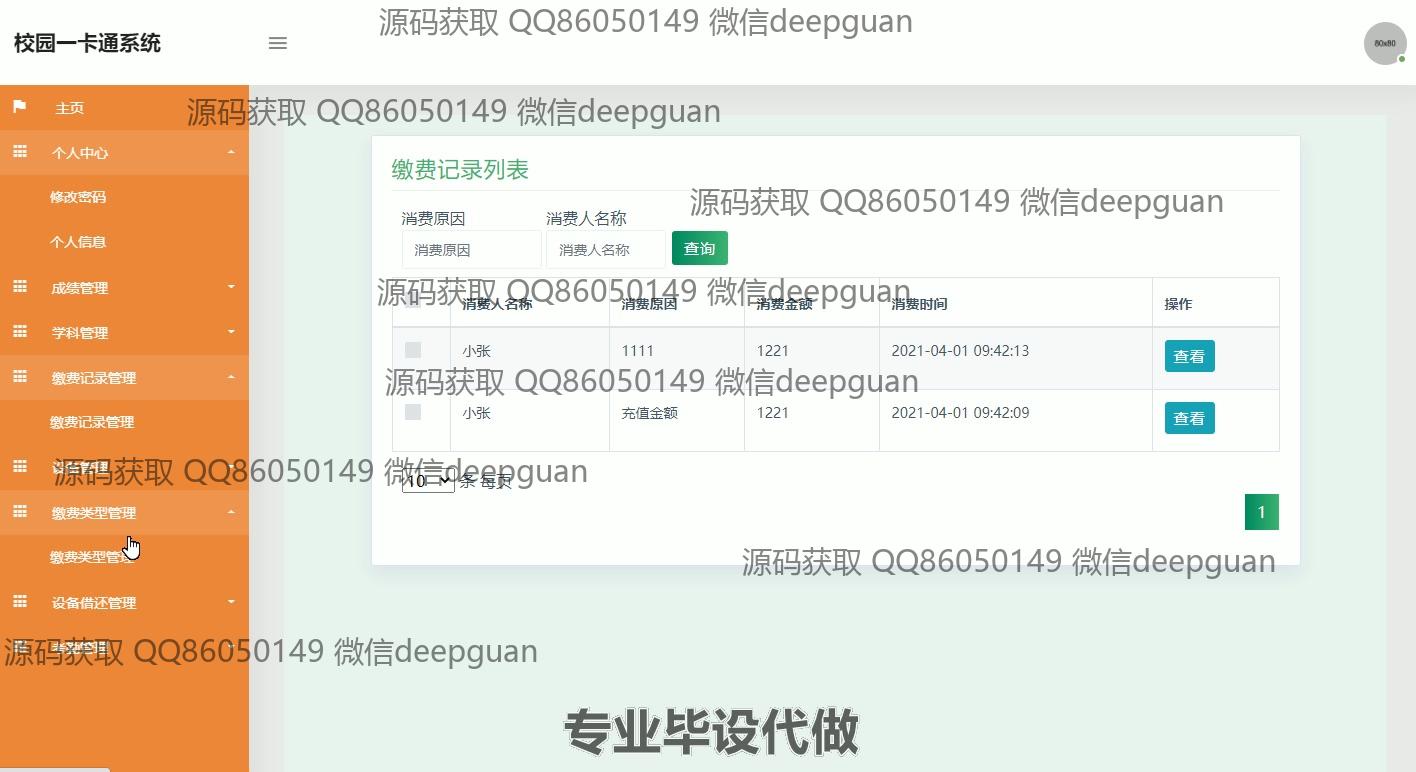 源码获取 QQ86050149 微信deepguan
校园一卡通系统
80x80
主页
源码获取 QQ86050149 微信deepguan
个人中心
缴费记录列表
修改密码
源码获取 QQ86050149 微信deepguan
消费原因 消费人名称
个人信息
消费原因 消费人名称 查询
成绩管理
源码获取 QQ86050149 微信deepguan
消费人名称 消费原因 消费金额 消费时间 操作
学科管理
小张 1111 1221 2021-04-01 09:42:13 查看
缴费记录管理
源码获取 QQ86050149 微信deepguan
小张 充值金额 1221 2021-04-01 09:42:09 查看
缴费记录管理
源码获取 QQ86050149 微信deepguan
10 条 每页
缴费类型管理
1
缴费类型管理
源码获取 QQ86050149 微信deepguan
设备借还管理
源码获取 QQ86050149 微信deepguan
专业毕设代做